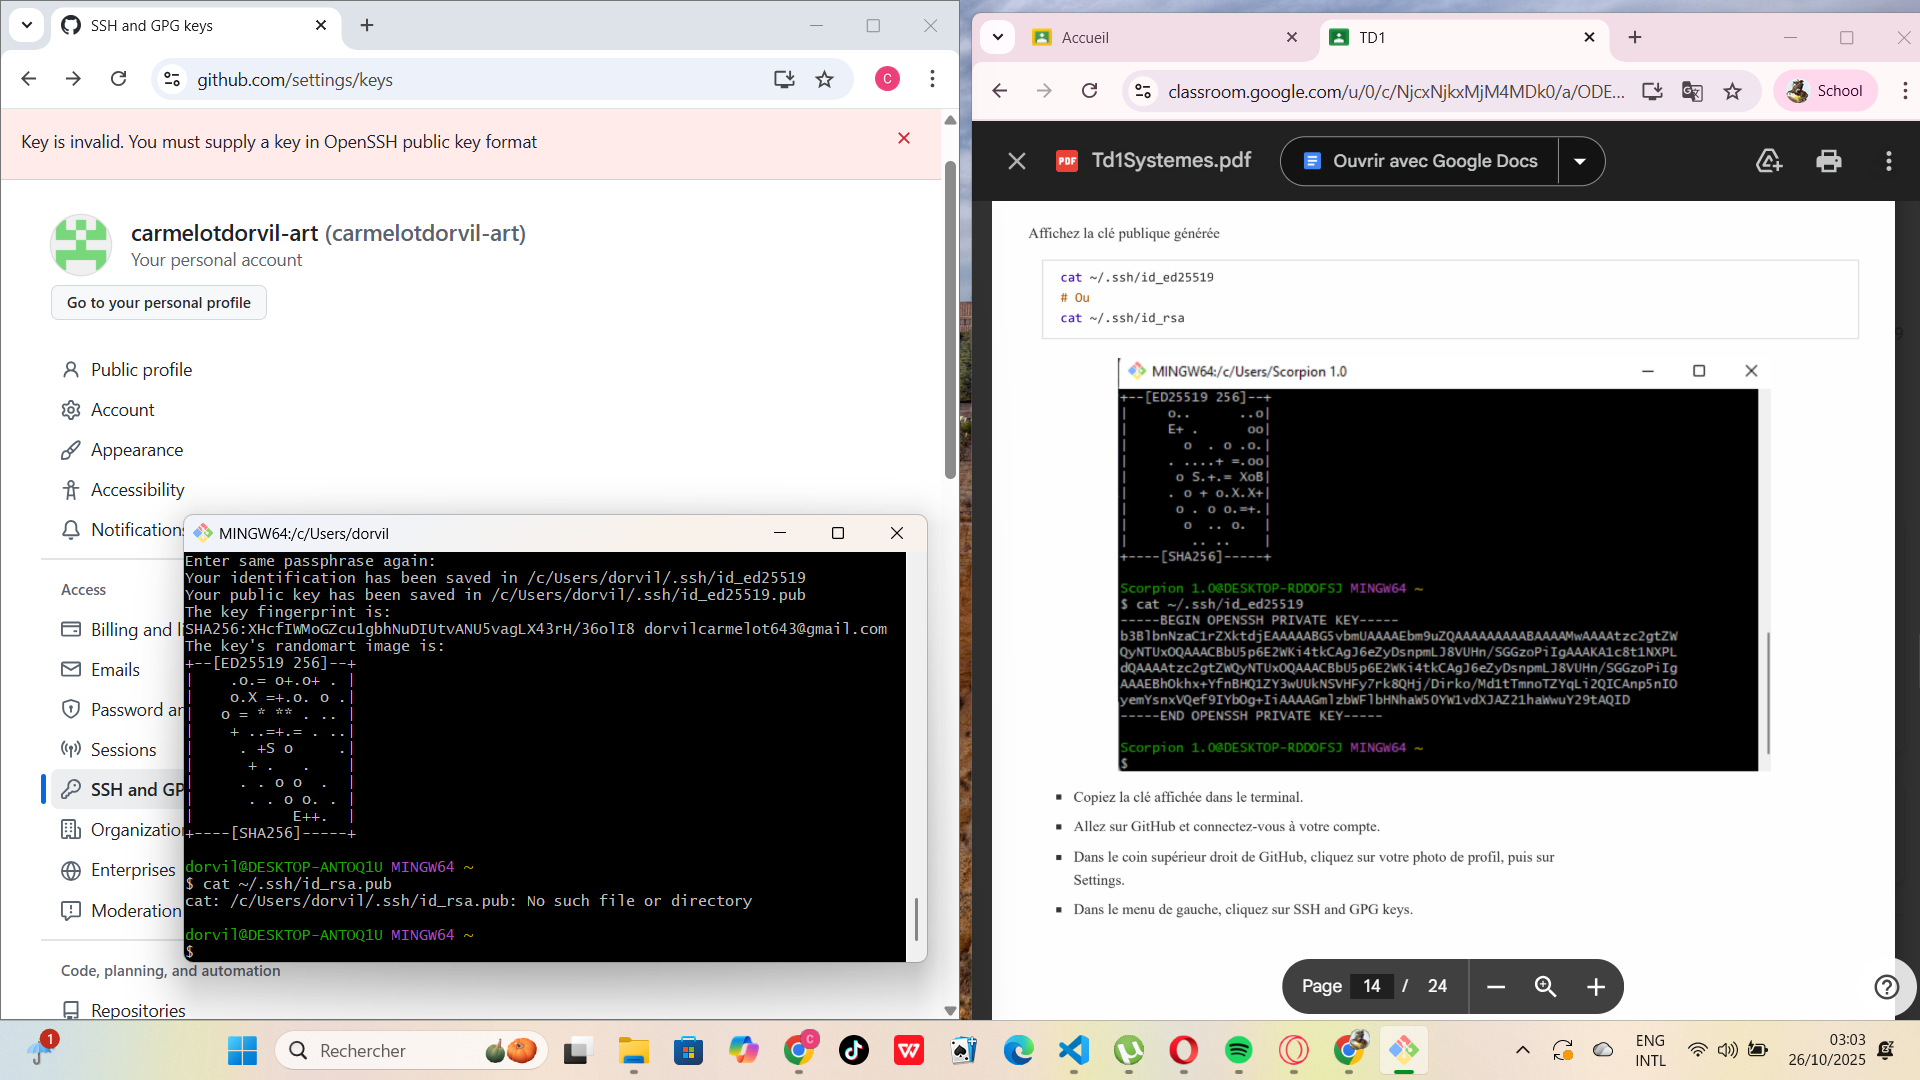 SSH and GPG keys
github.com/settings/keys
C
Key is invalid. You must supply a key in OpenSSH public key format
carmelotdorvil-art (carmelotdorvil-art)
Your personal account
Go to your personal profile
Public profile
Account
Appearance
Accessibility
Notifications
Access
Billing and l
Emails
Password ar
Sessions
SSH and GP
Organizatio
Enterprises
Moderation
Code, planning, and automation
Repositories
MINGW64:/c/Users/dorvil
Enter same passphrase again:
Your identification has been saved in /c/Users/dorvil/.ssh/id_ed25519
Your public key has been saved in /c/Users/dorvil/.ssh/id_ed25519.pub
The key fingerprint is:
SHA256:XHcfIWMoGZcu1gbhNuDIUtvANU5vagLX43rH/36olI8 dorvilcarmelot643@gmail.com
The key's randomart image is:
+--[ED25519 256]--+
|    .o.= o+.o+ . |
|    o.X =+.o. o .|
|   o = * ** . .. |
|    + ..=+.= . ..|
|     . +S o     .|
|      + .   .    |
|     . . o o  .  |
|      . . o o. . |
|           E++.  |
+----[SHA256]-----+
dorvil@DESKTOP-ANTOQ1U MINGW64 ~
$ cat ~/.ssh/id_rsa.pub
cat: /c/Users/dorvil/.ssh/id_rsa.pub: No such file or directory
dorvil@DESKTOP-ANTOQ1U MINGW64 ~
$
Accueil
TD1
classroom.google.com/u/0/c/NjcxNjkxMjM4MDk0/a/ODE...
School
PDF Td1Systemes.pdf
Ouvrir avec Google Docs
Affichez la clé publique générée
cat ~/.ssh/id_ed25519
# Ou
cat ~/.ssh/id_rsa
MINGW64:/c/Users/Scorpion 1.0
+--[ED25519 256]--+
|     o..      ..o|
|     E+ .      oo|
|       o  . o .o.|
|     . ....+ =.oo|
|      o S.+.= XoB|
|     . o + o.X.X+|
|      o . o o.=+.|
|       o  .. o.  |
|        .. ..    |
+----[SHA256]-----+
Scorpion 1.0@DESKTOP-RDDOFSJ MINGW64 ~
$ cat ~/.ssh/id_ed25519
-----BEGIN OPENSSH PRIVATE KEY-----
-----END OPENSSH PRIVATE KEY-----
Scorpion 1.0@DESKTOP-RDDOFSJ MINGW64 ~
$
▪ Copiez la clé affichée dans le terminal.
▪ Allez sur GitHub et connectez-vous à votre compte.
▪ Dans le coin supérieur droit de GitHub, cliquez sur votre photo de profil, puis sur
Settings.
▪ Dans le menu de gauche, cliquez sur SSH and GPG keys.
Page 14 / 24
1
Rechercher
C
ENG
INTL
03:03
26/10/2025